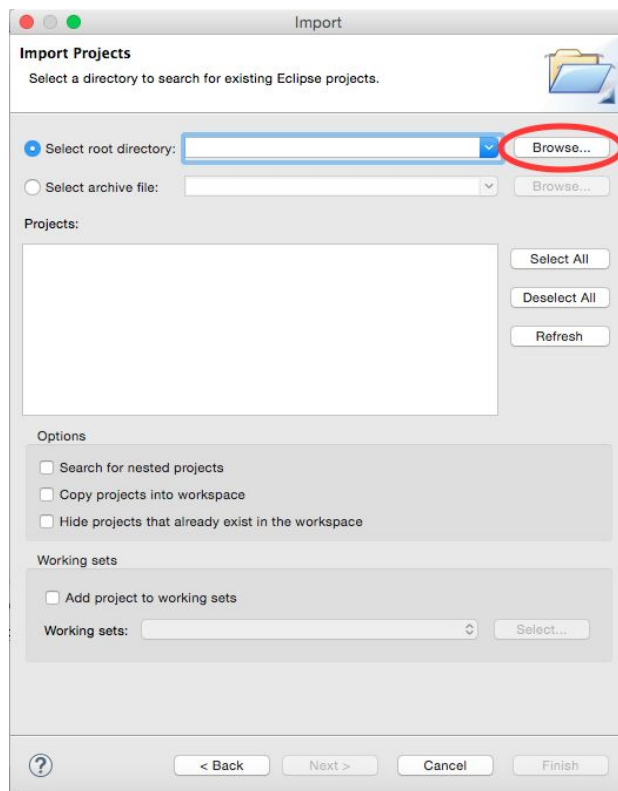 Import
Import Projects
Select a directory to search for existing Eclipse projects.
Select root directory:
Browse...
Select archive file:
Browse...
Projects:
Select All
Deselect All
Refresh
Options
Search for nested projects
Copy projects into workspace
Hide projects that already exist in the workspace
Working sets
Add project to working sets
Working sets:
Select...
?
< Back
Next >
Cancel
Finish